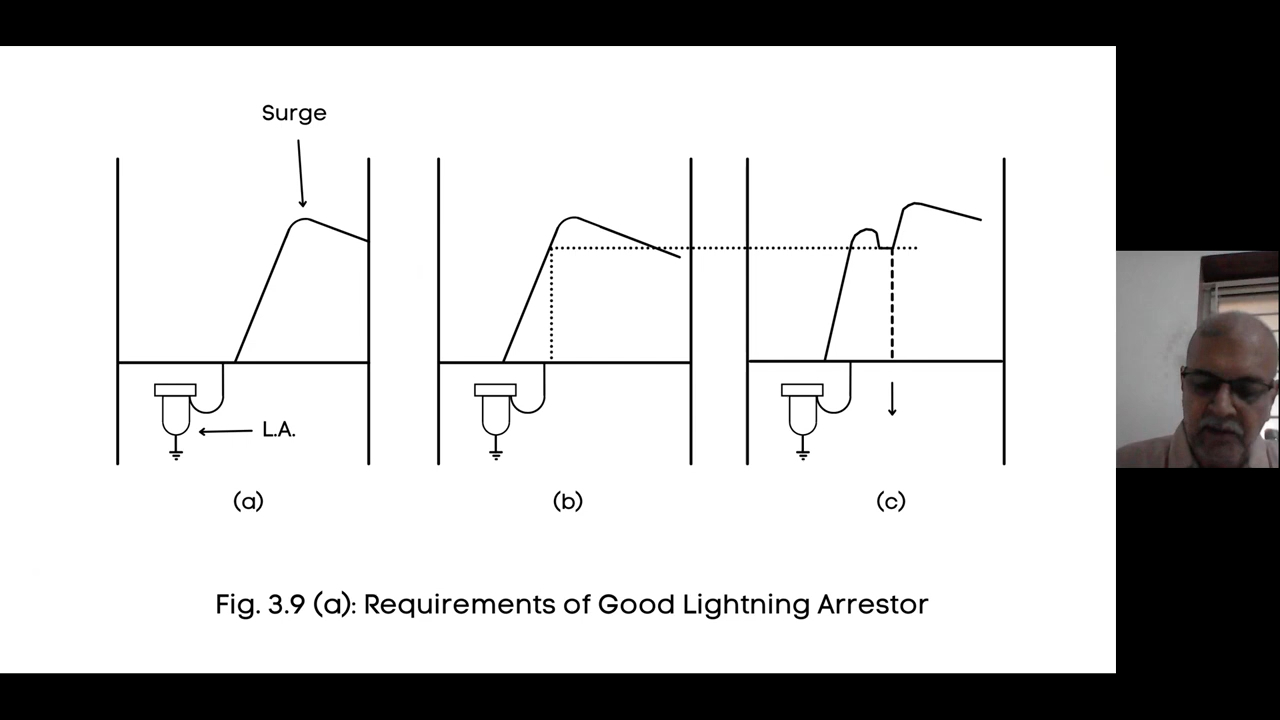 Surge
L.A.
(a)
(b)
(c)
Fig. 3.9 (a): Requirements of Good Lightning Arrestor